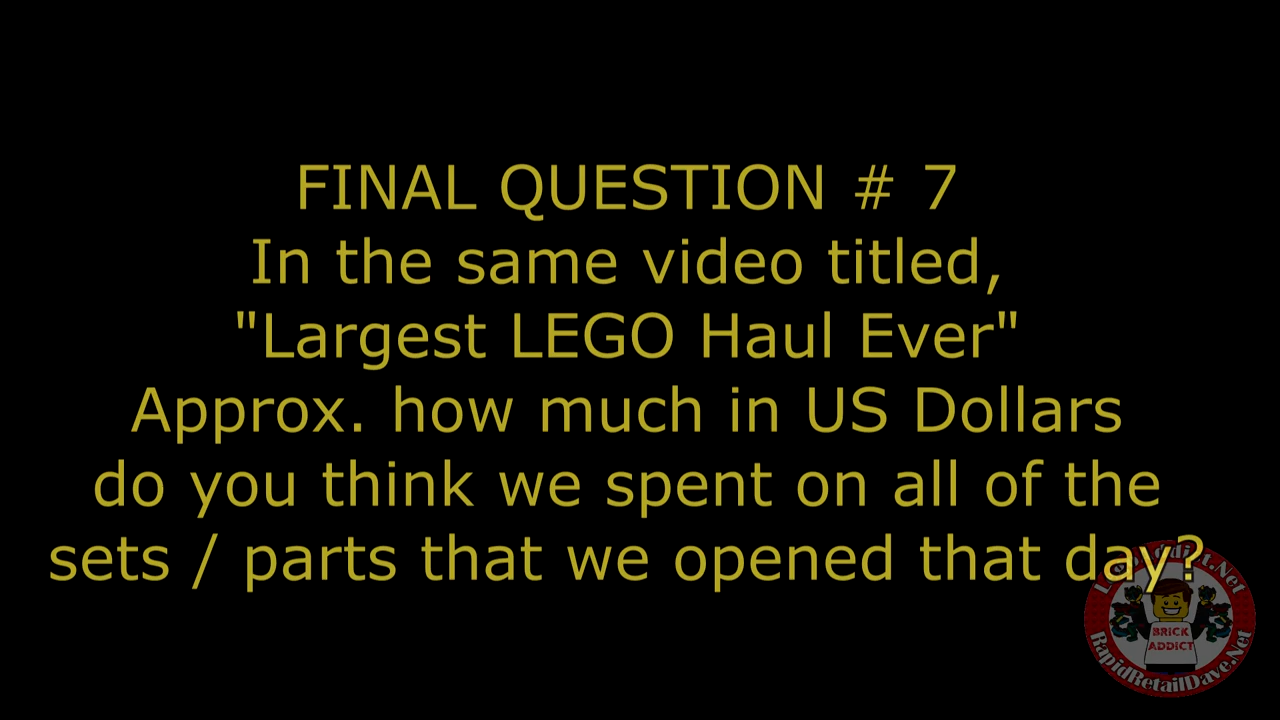 FINAL QUESTION # 7
In the same video titled,
"Largest LEGO Haul Ever"
Approx. how much in US Dollars
do you think we spent on all of the
sets / parts that we opened that day?
BRICK
ADDICT
RapidRetailDave.Net